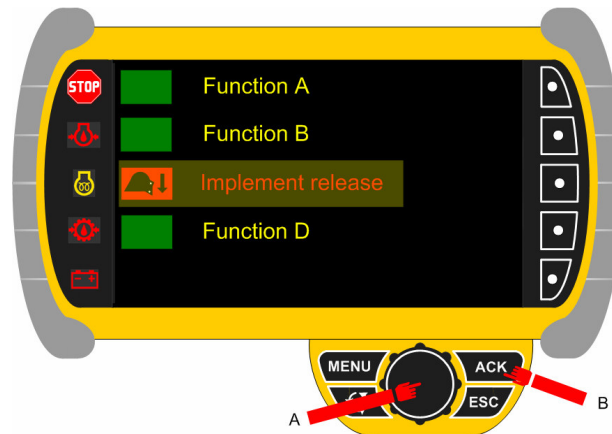 STOP
Function A
Function B
Implement release
Function D
MENU
ACK
ESC
A
B